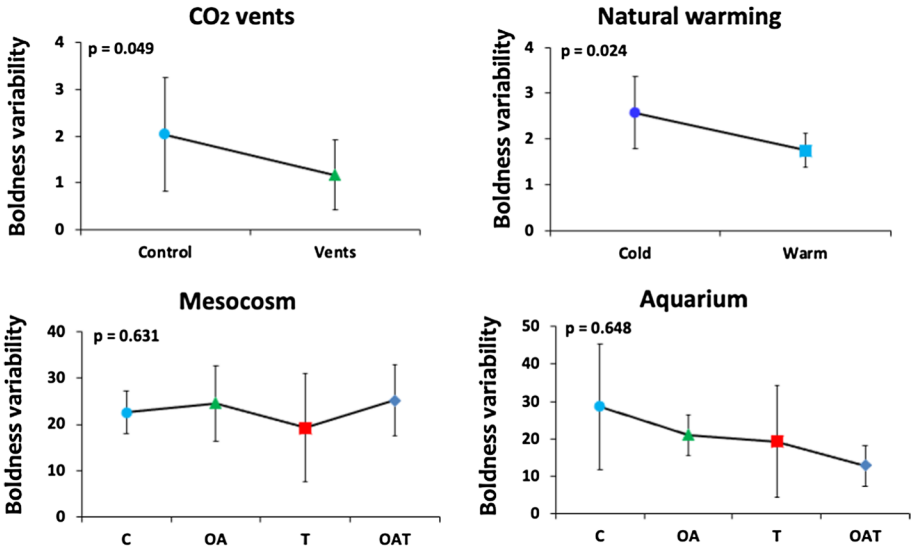 CO₂ vents
Boldness variability
p = 0.049
4
3
2
1
0
Control Vents
Natural warming
Boldness variability
p = 0.024
4
3
2
1
0
Cold Warm
Mesocosm
Boldness variability
p = 0.631
40
30
20
10
0
C OA T OAT
Aquarium
Boldness variability
p = 0.648
50
40
30
20
10
0
C OA T OAT